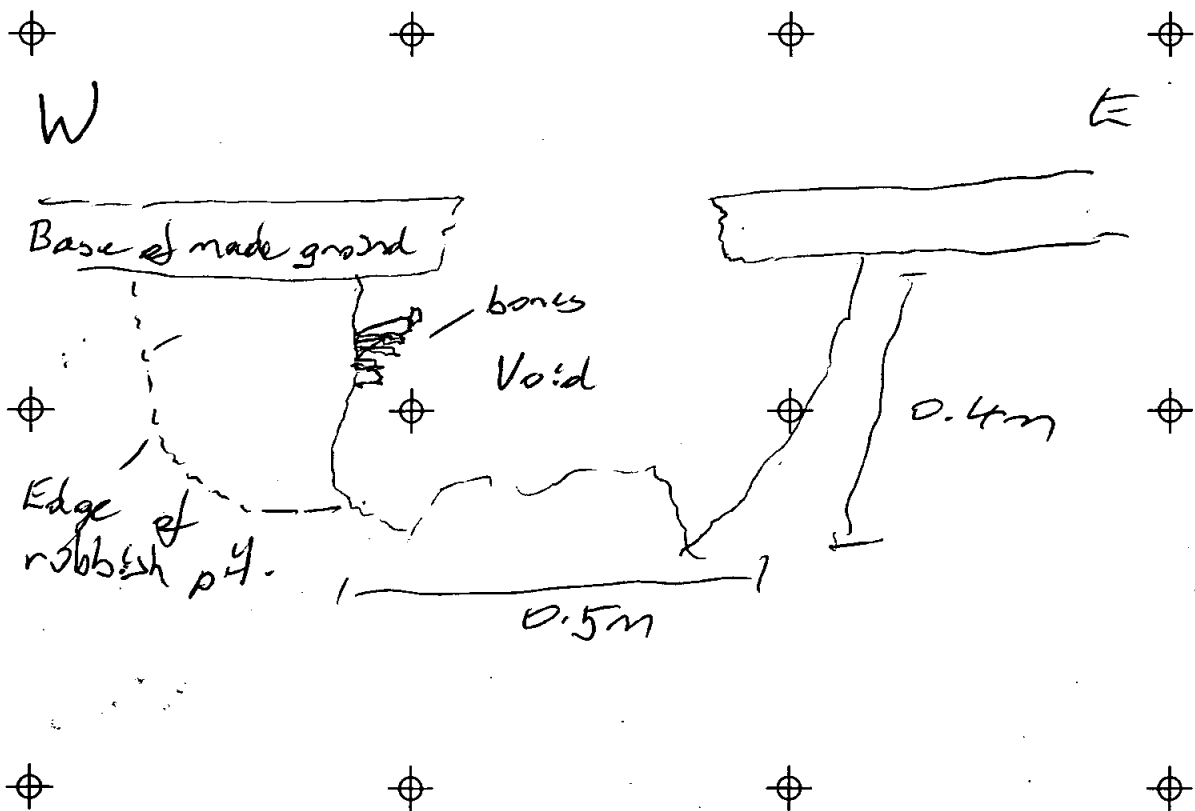 W
E
Base of made ground
bones
Void
0.4m
Edge of
rubbish pit.
0.5m